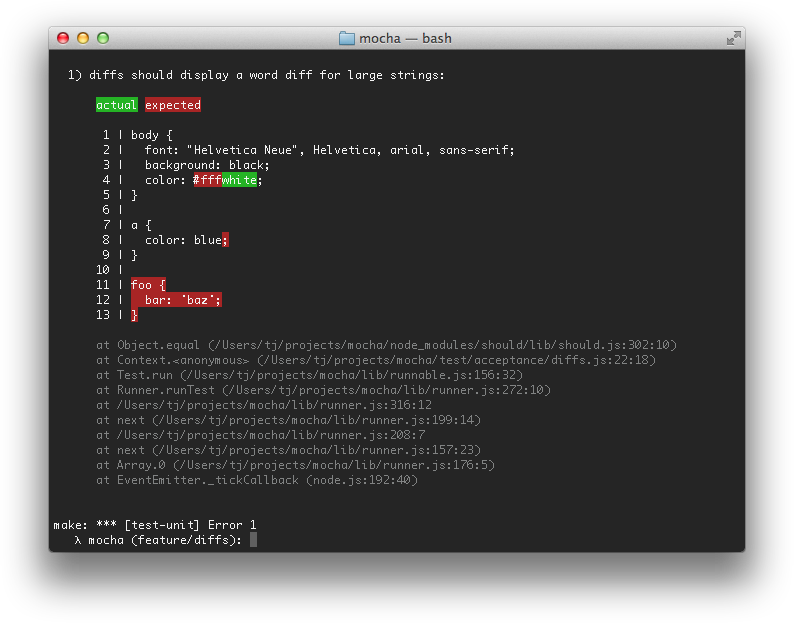 mocha — bash
1) diffs should display a word diff for large strings:
actual expected
1 | body {
2 |   font: "Helvetica Neue", Helvetica, arial, sans-serif;
3 |   background: black;
4 |   color: #fffwhite;
5 | }
6 |
7 | a {
8 |   color: blue;
9 | }
10 |
11 | foo {
12 |   bar: 'baz';
13 | }
at Object.equal (/Users/tj/projects/mocha/node_modules/should/lib/should.js:302:10)
at Context.<anonymous> (/Users/tj/projects/mocha/test/acceptance/diffs.js:22:18)
at Test.run (/Users/tj/projects/mocha/lib/runnable.js:156:32)
at Runner.runTest (/Users/tj/projects/mocha/lib/runner.js:272:10)
at /Users/tj/projects/mocha/lib/runner.js:316:12
at next (/Users/tj/projects/mocha/lib/runner.js:199:14)
at /Users/tj/projects/mocha/lib/runner.js:208:7
at next (/Users/tj/projects/mocha/lib/runner.js:157:23)
at Array.0 (/Users/tj/projects/mocha/lib/runner.js:176:5)
at EventEmitter._tickCallback (node.js:192:40)
make: *** [test-unit] Error 1
λ mocha (feature/diffs):